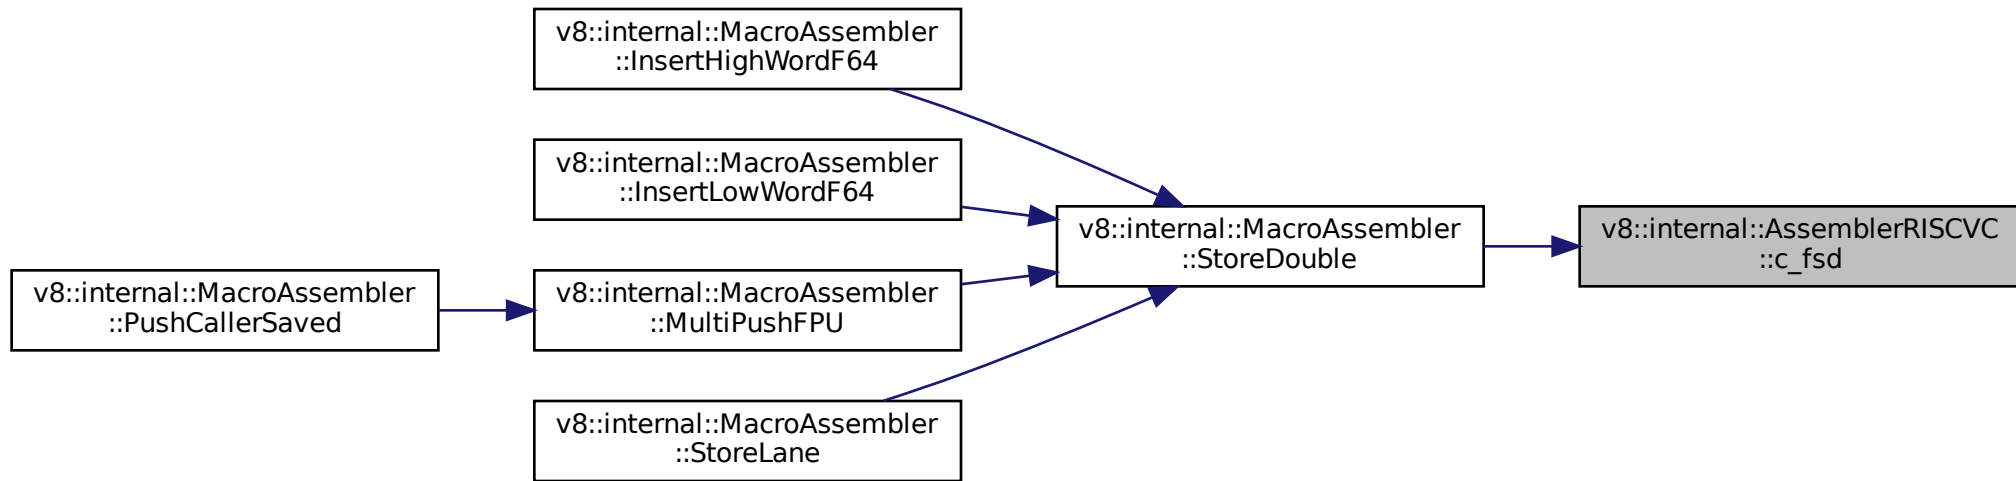 v8::internal::MacroAssembler
::InsertHighWordF64
v8::internal::MacroAssembler
::InsertLowWordF64
v8::internal::MacroAssembler
::StoreDouble
v8::internal::AssemblerRISCVC
::c_fsd
v8::internal::MacroAssembler
::PushCallerSaved
v8::internal::MacroAssembler
::MultiPushFPU
v8::internal::MacroAssembler
::StoreLane